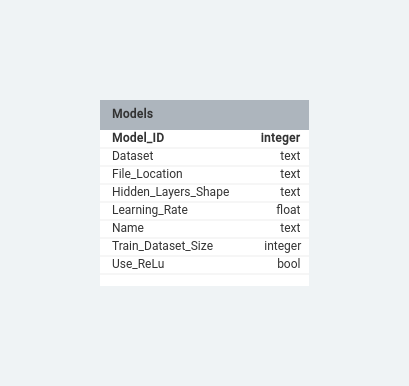 Models
Model_ID integer
Dataset text
File_Location text
Hidden_Layers_Shape text
Learning_Rate float
Name text
Train_Dataset_Size integer
Use_ReLu bool